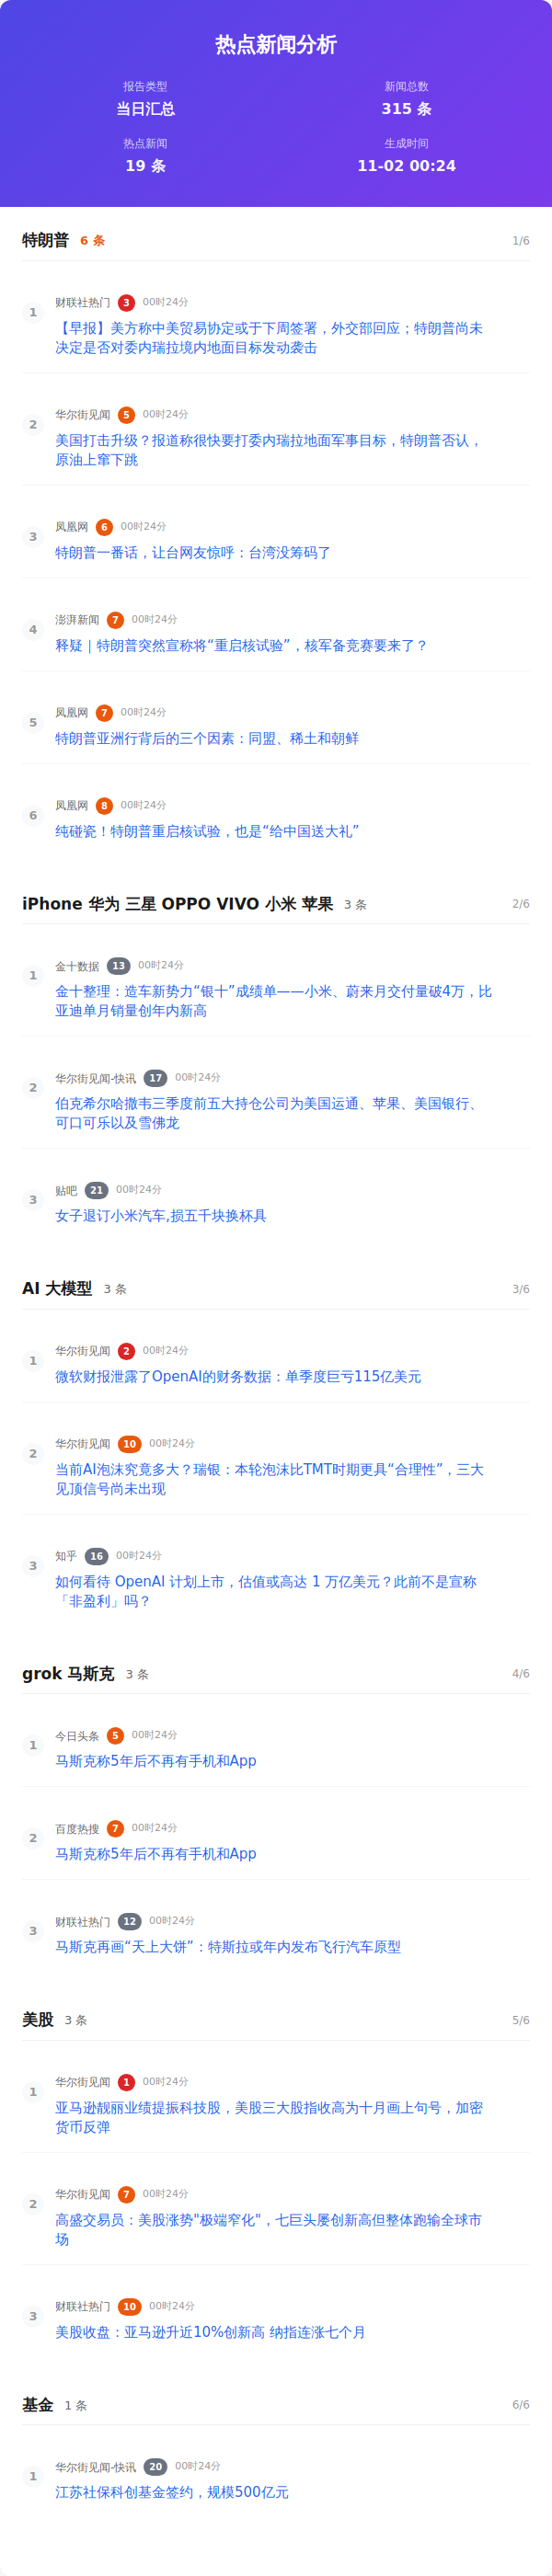 热点新闻分析
报告类型
新闻总数
当日汇总
315 条
热点新闻
生成时间
19 条
11-02 00:24
特朗普 6 条 1/6
1 财联社热门 3 00时24分
【早报】美方称中美贸易协定或于下周签署，外交部回应；特朗普尚未
决定是否对委内瑞拉境内地面目标发动袭击
2 华尔街见闻 5 00时24分
美国打击升级？报道称很快要打委内瑞拉地面军事目标，特朗普否认，
原油上窜下跳
3 凤凰网 6 00时24分
特朗普一番话，让台网友惊呼：台湾没筹码了
4 澎湃新闻 7 00时24分
释疑｜特朗普突然宣称将“重启核试验”，核军备竞赛要来了？
5 凤凰网 7 00时24分
特朗普亚洲行背后的三个因素：同盟、稀土和朝鲜
6 凤凰网 8 00时24分
纯碰瓷！特朗普重启核试验，也是“给中国送大礼”
iPhone 华为 三星 OPPO VIVO 小米 苹果 3 条 2/6
1 金十数据 13 00时24分
金十整理：造车新势力“银十”成绩单——小米、蔚来月交付量破4万，比
亚迪单月销量创年内新高
2 华尔街见闻-快讯 17 00时24分
伯克希尔哈撒韦三季度前五大持仓公司为美国运通、苹果、美国银行、
可口可乐以及雪佛龙
3 贴吧 21 00时24分
女子退订小米汽车,损五千块换杯具
AI 大模型 3 条 3/6
1 华尔街见闻 2 00时24分
微软财报泄露了OpenAI的财务数据：单季度巨亏115亿美元
2 华尔街见闻 10 00时24分
当前AI泡沫究竟多大？瑞银：本轮泡沫比TMT时期更具“合理性”，三大
见顶信号尚未出现
3 知乎 16 00时24分
如何看待 OpenAI 计划上市，估值或高达 1 万亿美元？此前不是宣称
「非盈利」吗？
grok 马斯克 3 条 4/6
1 今日头条 5 00时24分
马斯克称5年后不再有手机和App
2 百度热搜 7 00时24分
马斯克称5年后不再有手机和App
3 财联社热门 12 00时24分
马斯克再画“天上大饼”：特斯拉或年内发布飞行汽车原型
美股 3 条 5/6
1 华尔街见闻 1 00时24分
亚马逊靓丽业绩提振科技股，美股三大股指收高为十月画上句号，加密
货币反弹
2 华尔街见闻 7 00时24分
高盛交易员：美股涨势"极端窄化"，七巨头屡创新高但整体跑输全球市
场
3 财联社热门 10 00时24分
美股收盘：亚马逊升近10%创新高 纳指连涨七个月
基金 1 条 6/6
1 华尔街见闻-快讯 20 00时24分
江苏社保科创基金签约，规模500亿元